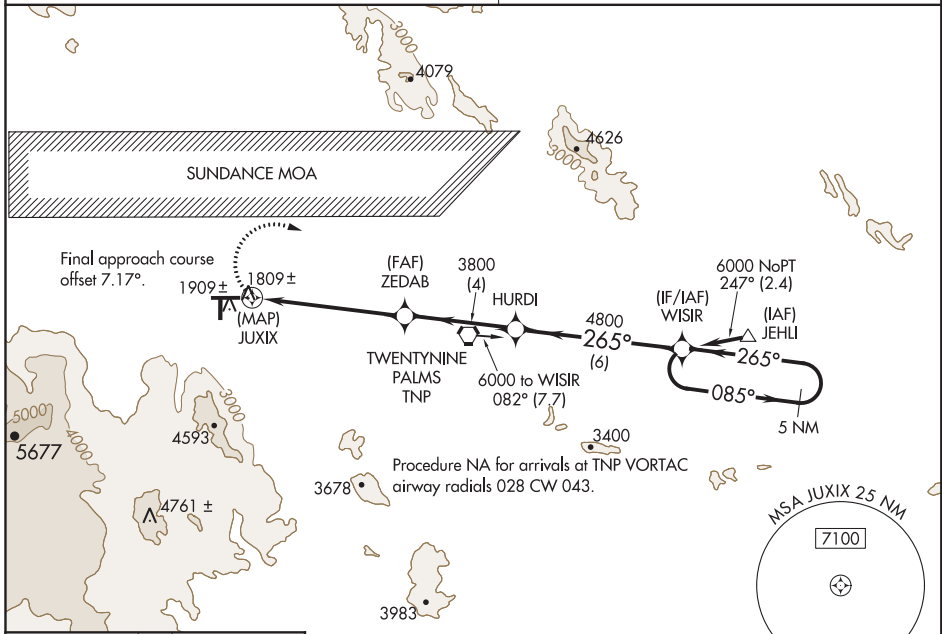 3000
4079
4626
3000
SUNDANCE MOA
Final approach course
offset 7.17°.
1909 ±
1809 ±
(MAP)
JUXIX
(FAF)
ZEDAB
3800
(4)
HURDI
TWENTYNINE
PALMS
TNP
6000 to WISIR
082° (7.7)
4800
265°
(6)
(IF/IAF)
WISIR
6000 NoPT
247° (2.4)
(IAF)
JEHLI
265°
085°
5 NM
5000
4000
3000
5677
4593
4761 ±
3400
3678
Procedure NA for arrivals at TNP VORTAC
airway radials 028 CW 043.
3983
MSA JUXIX 25 NM
7100